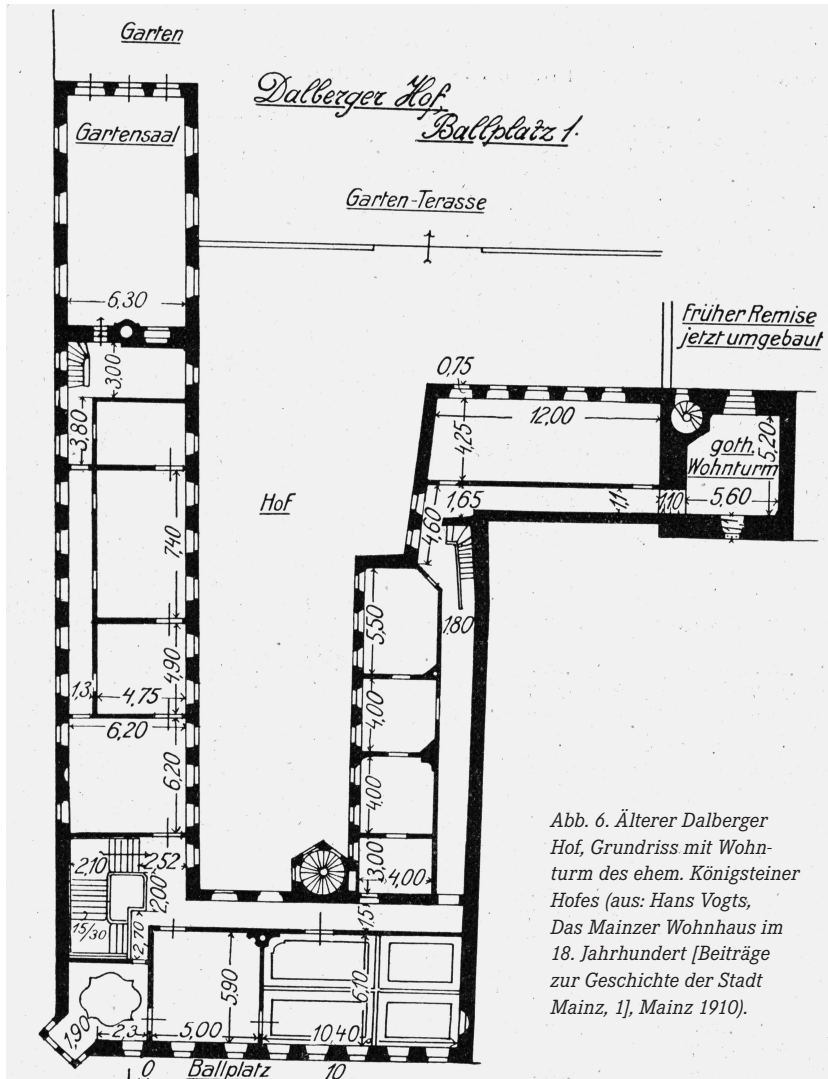 Garten
Dalberger Hof,
Ballplatz 1.
Gartensaal
Garten-Terasse
6,30
früher Remise
jetzt umgebaut
3,00
0,75
3,80
12,00
4,25
goth.
Wohnturm
5,20
Hof
1,65
1,1
1,10
5,60
4,60
1,1
7,40
5,50
1,80
4,90
1,3
4,75
4,00
6,20
6,20
4,00
2,10
2,52
3,00
4,00
2,00
15/30
2,70
1,5
5,90
6,10
1,90
2,3
5,00
10,40
0
Ballplatz
10
Abb. 6. Älterer Dalberger
Hof, Grundriss mit Wohn-
turm des ehem. Königsteiner
Hofes (aus: Hans Vogts,
Das Mainzer Wohnhaus im
18. Jahrhundert [Beiträge
zur Geschichte der Stadt
Mainz, 1], Mainz 1910).